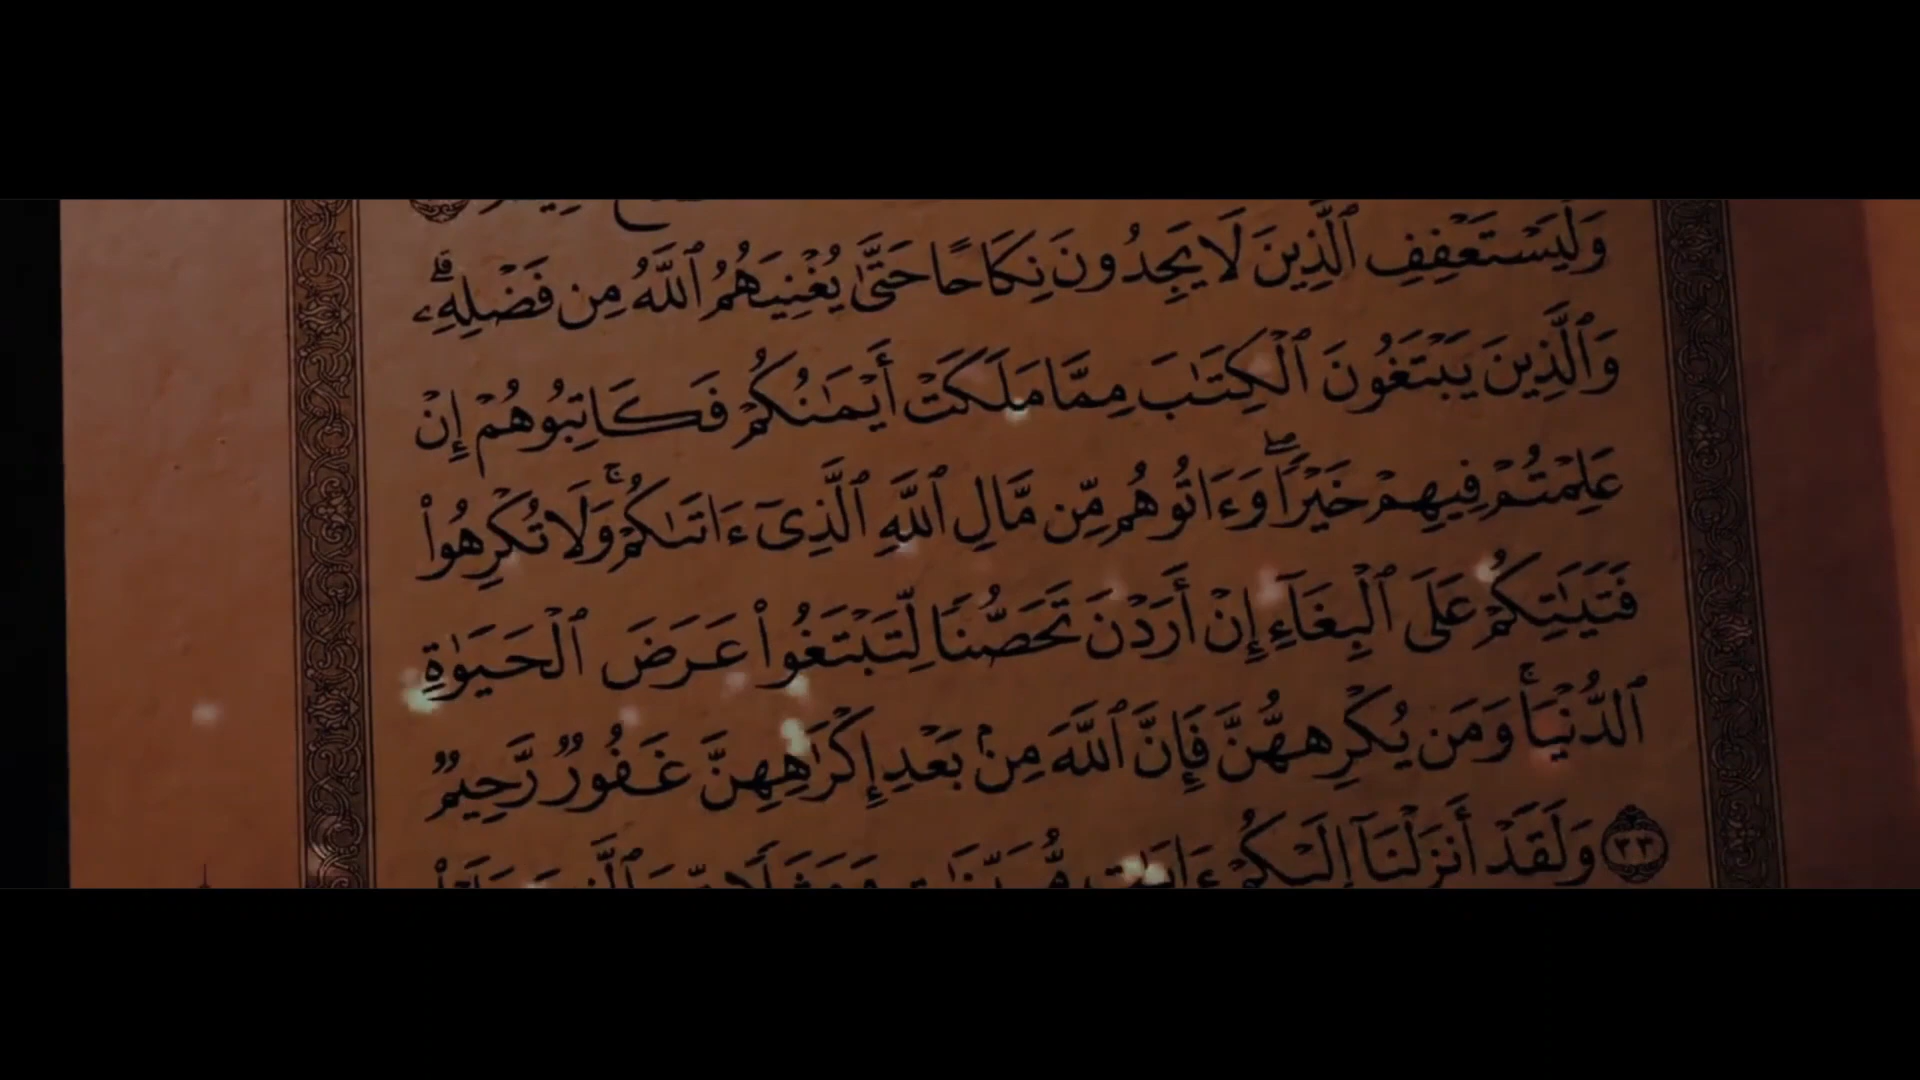 وَلْيَسْتَعْفِفِ ٱلَّذِينَ لَا يَجِدُونَ نِكَاحًا حَتَّىٰ يُغْنِيَهُمُ ٱللَّهُ مِن فَضْلِهِۦۗ
وَٱلَّذِينَ يَبْتَغُونَ ٱلْكِتَٰبَ مِمَّا مَلَكَتْ أَيْمَٰنُكُمْ فَكَاتِبُوهُمْ إِنْ
عَلِمْتُمْ فِيهِمْ خَيْرًاۖ وَءَاتُوهُم مِّن مَّالِ ٱللَّهِ ٱلَّذِىٓ ءَاتَىٰكُمْۚ وَلَا تُكْرِهُوا۟
فَتَيَٰتِكُمْ عَلَى ٱلْبِغَآءِ إِنْ أَرَدْنَ تَحَصُّنًا لِّتَبْتَغُوا۟ عَرَضَ ٱلْحَيَوٰةِ
ٱلدُّنْيَاۚ وَمَن يُكْرِههُّنَّ فَإِنَّ ٱللَّهَ مِنۢ بَعْدِ إِكْرَٰهِهِنَّ غَفُورٌ رَّحِيمٌ
٣٣ وَلَقَدْ أَنزَلْنَآ إِلَيْكُمْ ءَايَٰتٍ